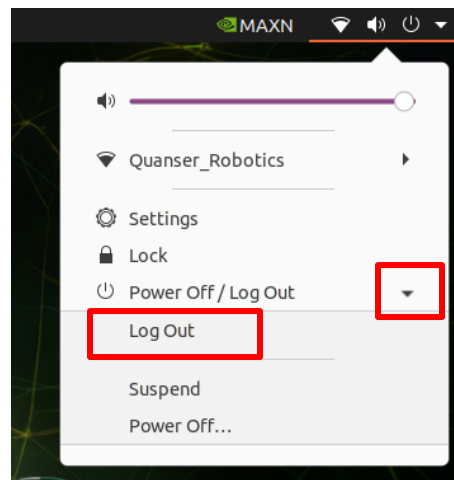 MAXN
Quanser_Robotics
Settings
Lock
Power Off / Log Out
Log Out
Suspend
Power Off...